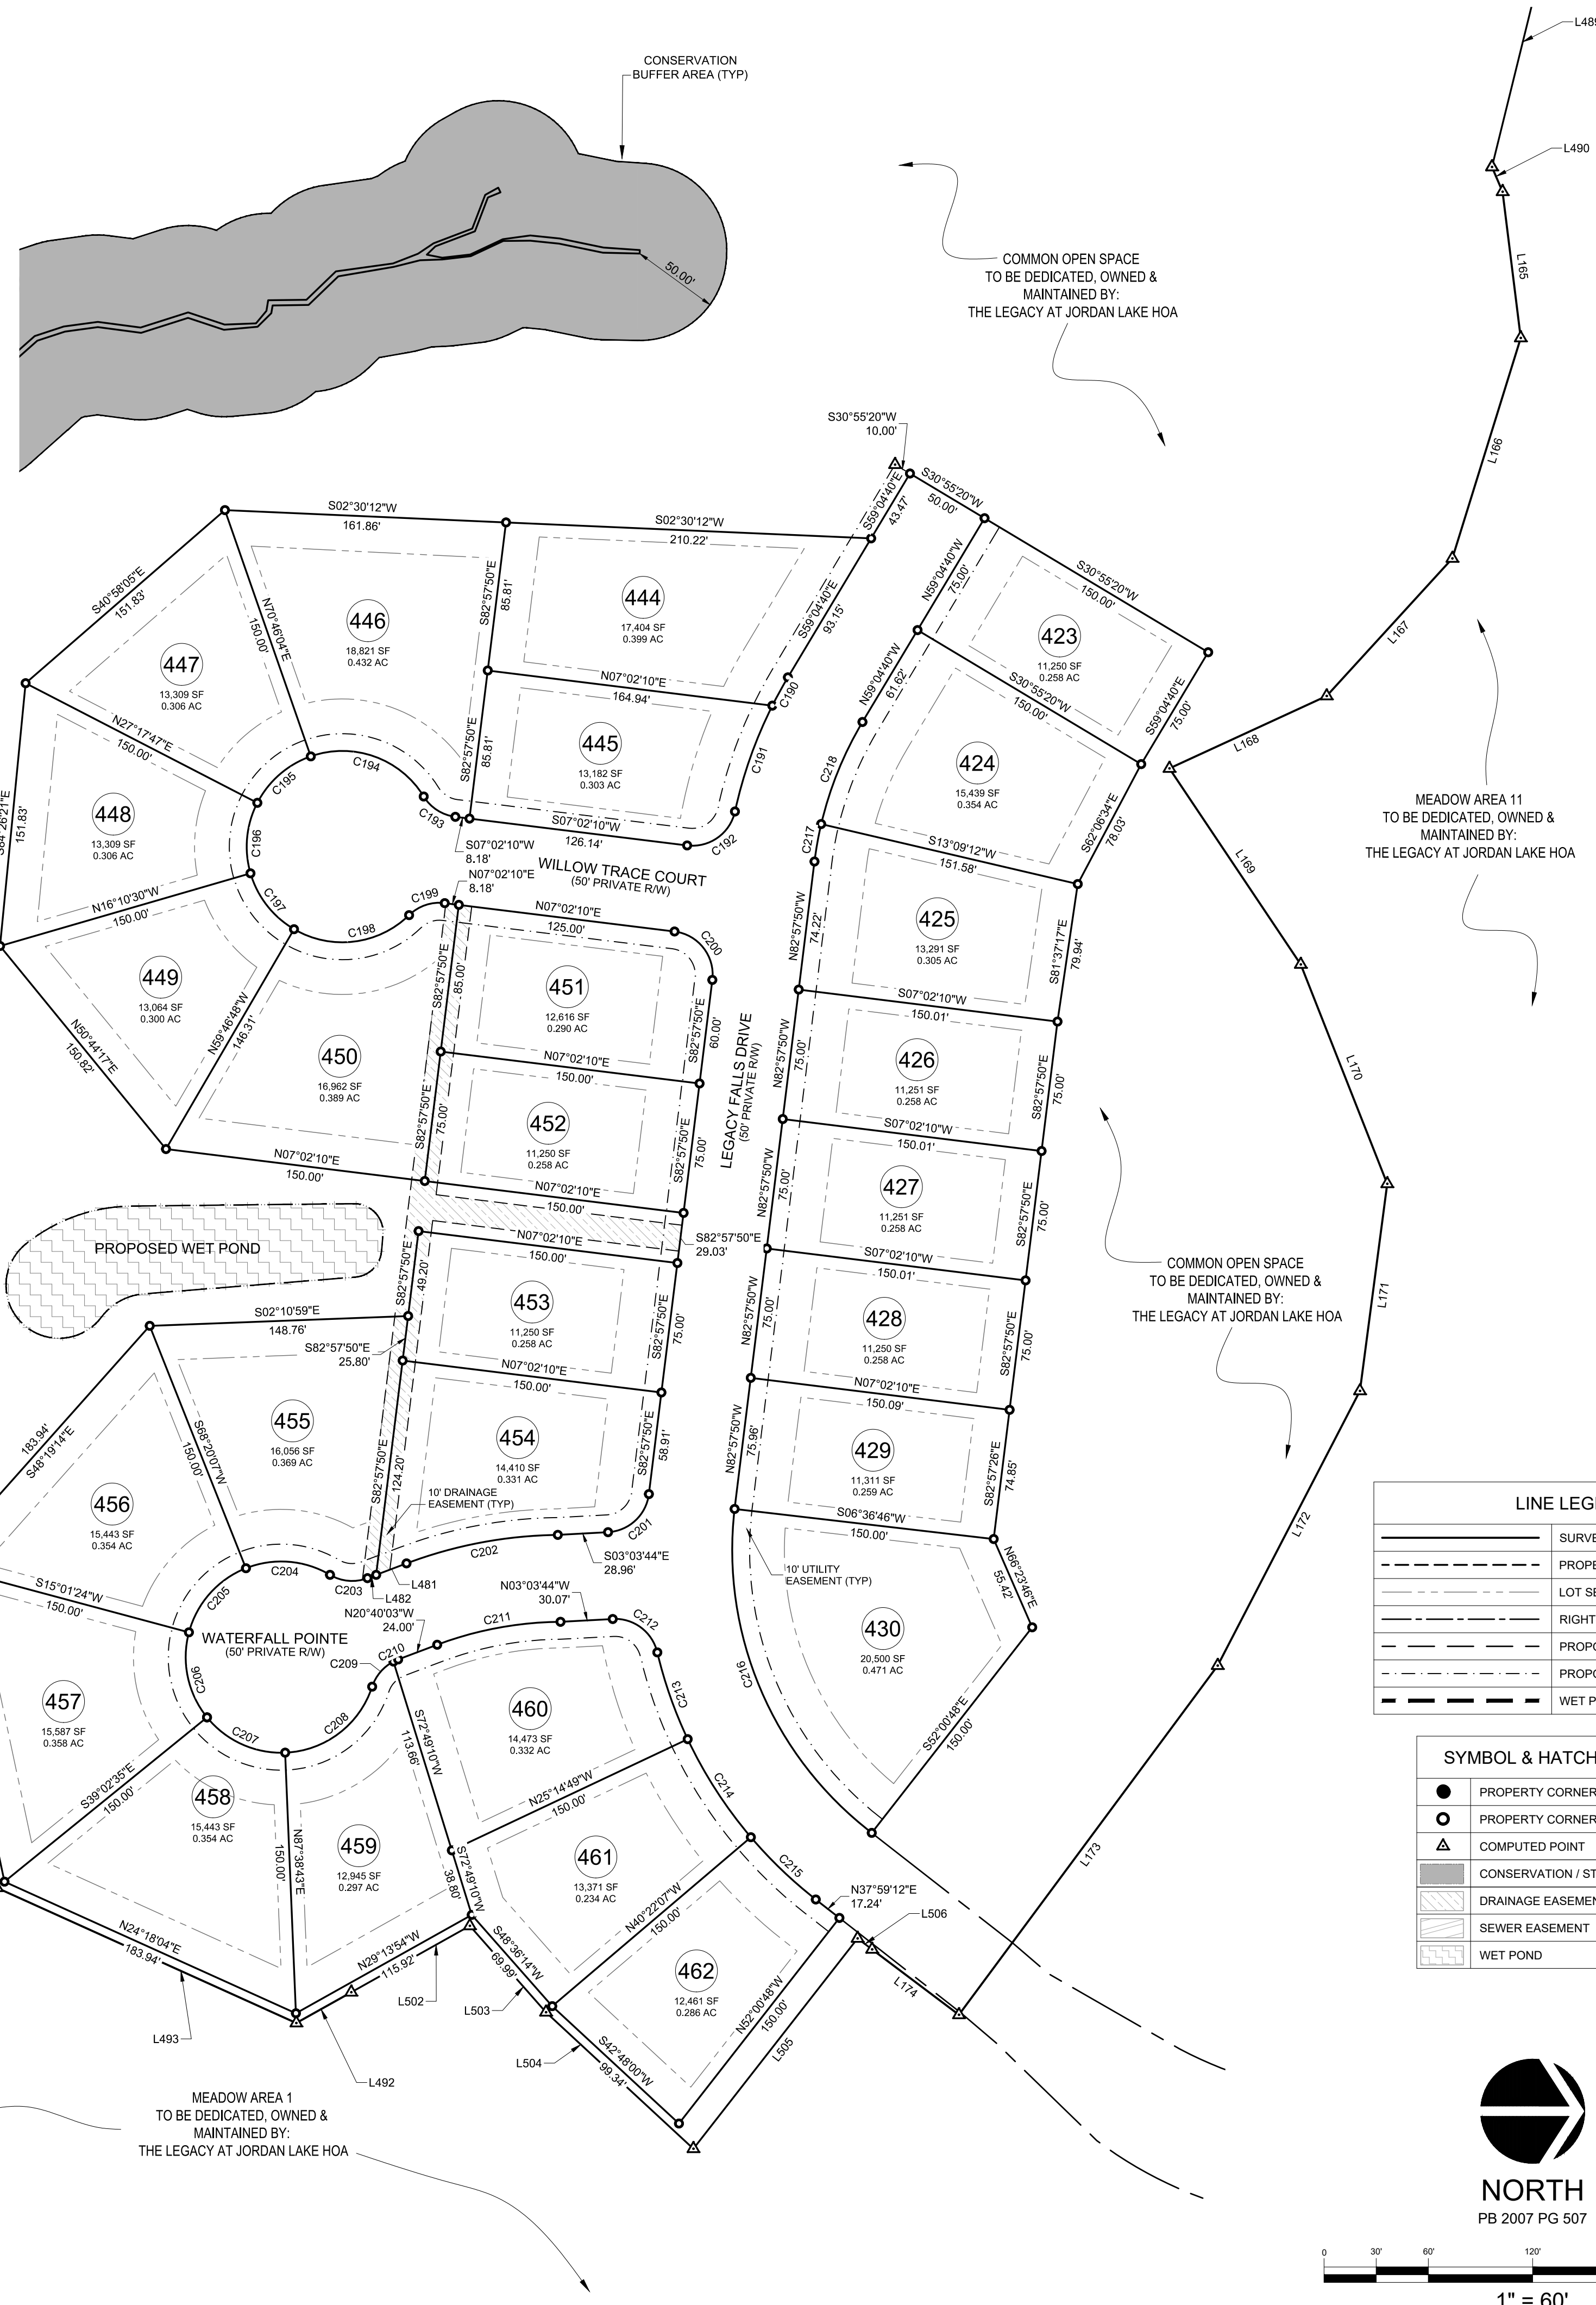 CONSERVATION
BUFFER AREA (TYP)
50.00'
COMMON OPEN SPACE
TO BE DEDICATED, OWNED &
MAINTAINED BY:
THE LEGACY AT JORDAN LAKE HOA
L490
L165
L166
L167
L168
L169
L170
L171
L172
L173
L174
MEADOW AREA 11
TO BE DEDICATED, OWNED &
MAINTAINED BY:
THE LEGACY AT JORDAN LAKE HOA
S30°55'20"W
10.00'
S59°04'40"E
43.47'
S30°55'20"W
50.00'
S02°30'12"W
161.86'
S02°30'12"W
210.22'
S40°58'05"E
151.83'
N70°46'04"E
150.00'
S82°57'50"E
85.81'
444
17,404 SF
0.399 AC
S59°04'40"E
93.15'
N59°04'40"W
75.00'
S30°55'20"W
150.00'
423
11,250 SF
0.258 AC
S59°04'40"E
75.00'
446
18,821 SF
0.432 AC
447
13,309 SF
0.306 AC
N07°02'10"E
164.94'
C190
N59°04'40"W
61.62'
S30°55'20"W
150.00'
N27°17'47"E
150.00'
C195
C194
C193
S82°57'50"E
85.81'
445
13,182 SF
0.303 AC
C191
C192
C218
C217
424
15,439 SF
0.354 AC
S62°06'34"E
78.03'
151.83'
448
13,309 SF
0.306 AC
C196
S07°02'10"W
126.14'
S07°02'10"W
8.18'
WILLOW TRACE COURT
(50' PRIVATE R/W)
N07°02'10"E
8.18'
S13°09'12"W
151.58'
N16°10'30"W
150.00'
C197
C198
C199
N07°02'10"E
125.00'
C200
N82°57'50"W
74.22'
425
13,291 SF
0.305 AC
S81°37'17"E
79.94'
449
13,064 SF
0.300 AC
N50°44'17"E
150.82'
N59°46'48"W
146.31'
S82°57'50"E
85.00'
451
12,616 SF
0.290 AC
S82°57'50"E
60.00'
S07°02'10"W
150.01'
450
16,962 SF
0.389 AC
N07°02'10"E
150.00'
LEGACY FALLS DRIVE
(50' PRIVATE R/W)
N82°57'50"W
75.00'
426
11,251 SF
0.258 AC
S82°57'50"E
75.00'
S82°57'50"E
75.00'
452
11,250 SF
0.258 AC
S82°57'50"E
75.00'
S07°02'10"W
150.01'
N07°02'10"E
150.00'
N07°02'10"E
150.00'
N82°57'50"W
75.00'
427
11,251 SF
0.258 AC
S82°57'50"E
75.00'
S82°57'50"E
29.03'
PROPOSED WET POND
N07°02'10"E
150.00'
S07°02'10"W
150.01'
S82°57'50"E
49.20'
453
11,250 SF
0.258 AC
S82°57'50"E
75.00'
N82°57'50"W
75.00'
428
11,250 SF
0.258 AC
S82°57'50"E
75.00'
COMMON OPEN SPACE
TO BE DEDICATED, OWNED &
MAINTAINED BY:
THE LEGACY AT JORDAN LAKE HOA
S02°10'59"E
148.76'
S82°57'50"E
25.80'
N07°02'10"E
150.00'
N07°02'10"E
150.09'
183.94'
S48°19'14"E
S68°20'07"W
150.00'
455
16,056 SF
0.369 AC
454
14,410 SF
0.331 AC
S82°57'50"E
58.91'
N82°57'50"W
75.96'
429
11,311 SF
0.259 AC
S82°57'26"E
74.85'
S82°57'50"E
124.20'
10' DRAINAGE
EASEMENT (TYP)
456
15,443 SF
0.354 AC
S06°36'46"W
150.00'
N66°23'46"E
55.42'
C201
C202
S03°03'44"E
28.96'
C204
C203
L481
L482
C205
S15°01'24"W
150.00'
10' UTILITY
EASEMENT (TYP)
N03°03'44"W
30.07'
N20°40'03"W
24.00'
C211
C212
WATERFALL POINTE
(50' PRIVATE R/W)
C210
C209
430
20,500 SF
0.471 AC
C206
C216
C213
457
15,587 SF
0.358 AC
S72°49'10"W
113.66'
460
14,473 SF
0.332 AC
S52°00'48"E
150.00'
C207
C208
S39°02'35"E
150.00'
458
15,443 SF
0.354 AC
N87°38'43"E
150.00'
N25°14'49"W
150.00'
C214
459
12,945 SF
0.297 AC
S72°49'10"W
38.80'
461
13,371 SF
0.234 AC
C215
N37°59'12"E
17.24'
L506
N24°18'04"E
183.94'
N29°13'54"W
115.92'
S48°36'14"W
69.99'
N40°22'07"W
150.00'
462
12,461 SF
0.286 AC
N52°00'48"W
150.00'
L505
L502
L503
L504
S42°48'00"W
99.34'
L493
L492
MEADOW AREA 1
TO BE DEDICATED, OWNED &
MAINTAINED BY:
THE LEGACY AT JORDAN LAKE HOA
LINE LEG
SURVE
PROPE
LOT SE
RIGHT
PROPO
PROPO
WET P
SYMBOL & HATCH
PROPERTY CORNER
PROPERTY CORNER
COMPUTED POINT
CONSERVATION / ST
DRAINAGE EASEMEN
SEWER EASEMENT
WET POND
NORTH
PB 2007 PG 507
0 30' 60' 120'
1" = 60'